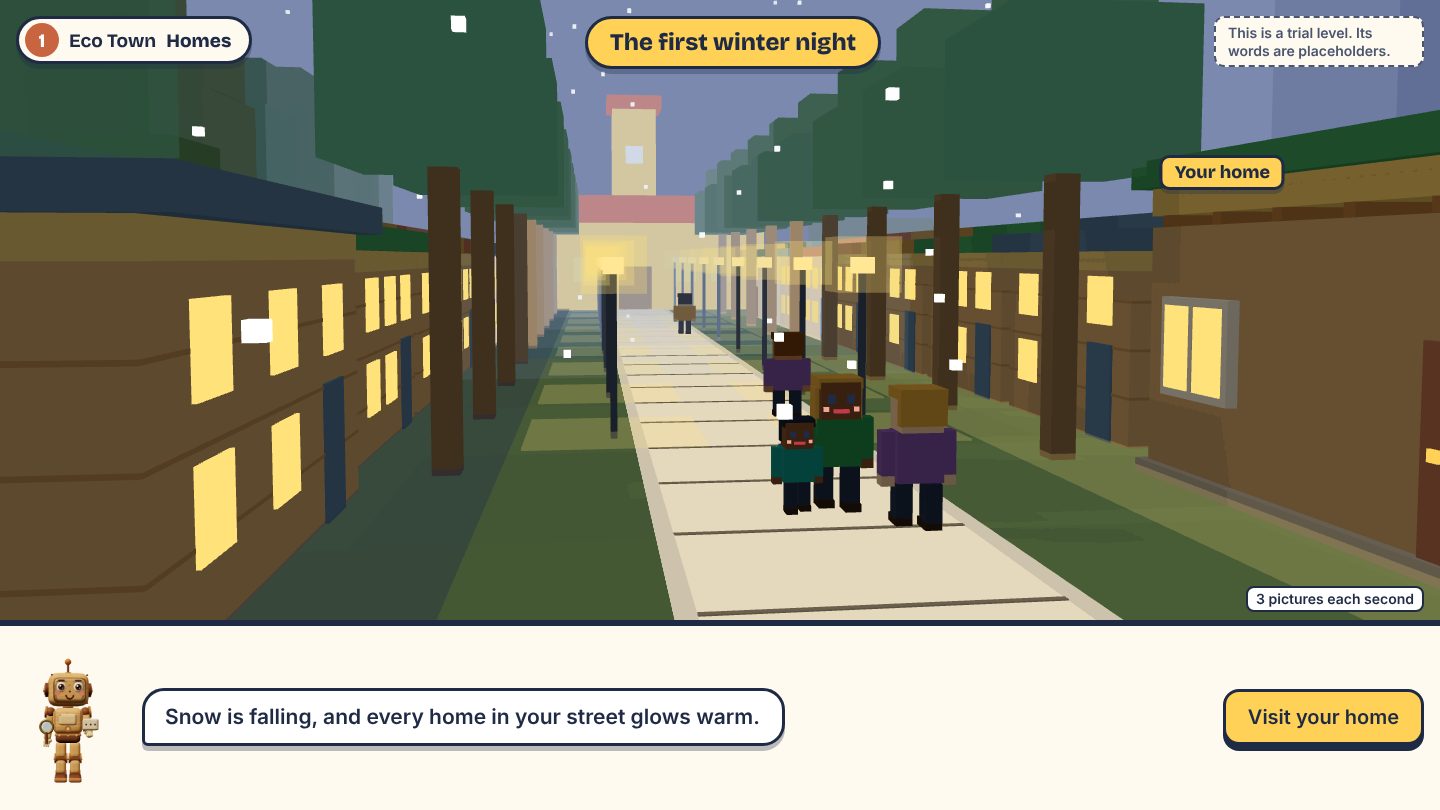 1 Eco Town Homes
The first winter night
This is a trial level. Its
words are placeholders.
Your home
3 pictures each second
Snow is falling, and every home in your street glows warm.
Visit your home